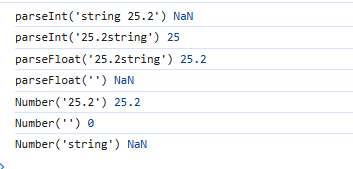 parseInt('string 25.2') NaN
parseInt('25.2string') 25
parseFloat('25.2string') 25.2
parseFloat('') NaN
Number('25.2') 25.2
Number('') 0
Number('string') NaN